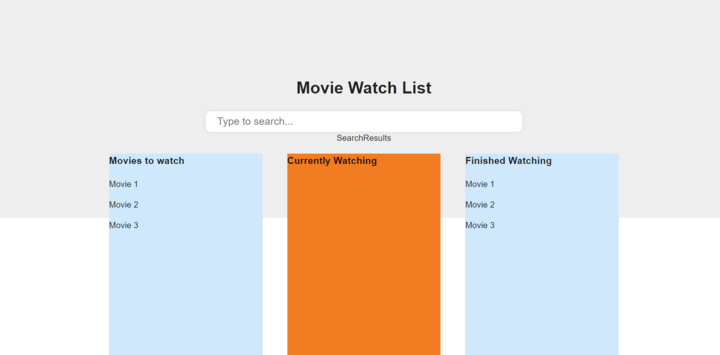 Movie Watch List
Type to search...
SearchResults
Movies to watch
Movie 1
Movie 2
Movie 3
Currently Watching
Finished Watching
Movie 1
Movie 2
Movie 3